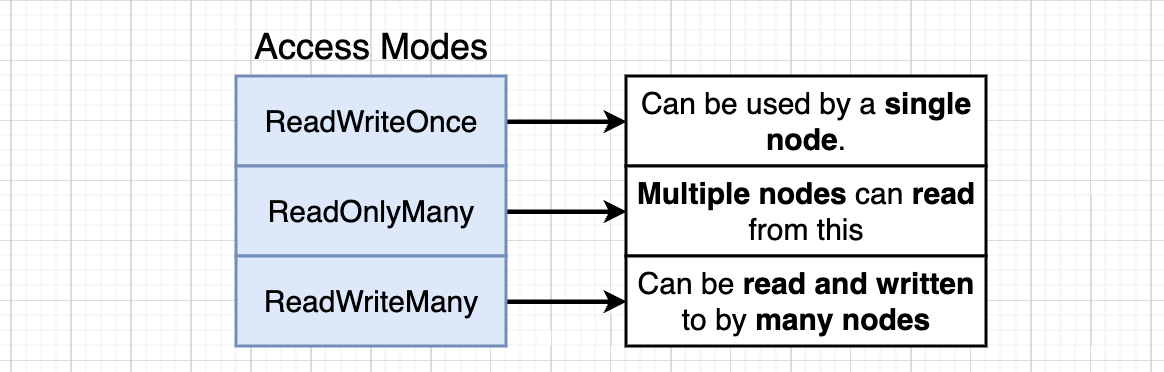 Access Modes
ReadWriteOnce
Can be used by a single
node.
ReadOnlyMany
Multiple nodes can read
from this
ReadWriteMany
Can be read and written
to by many nodes